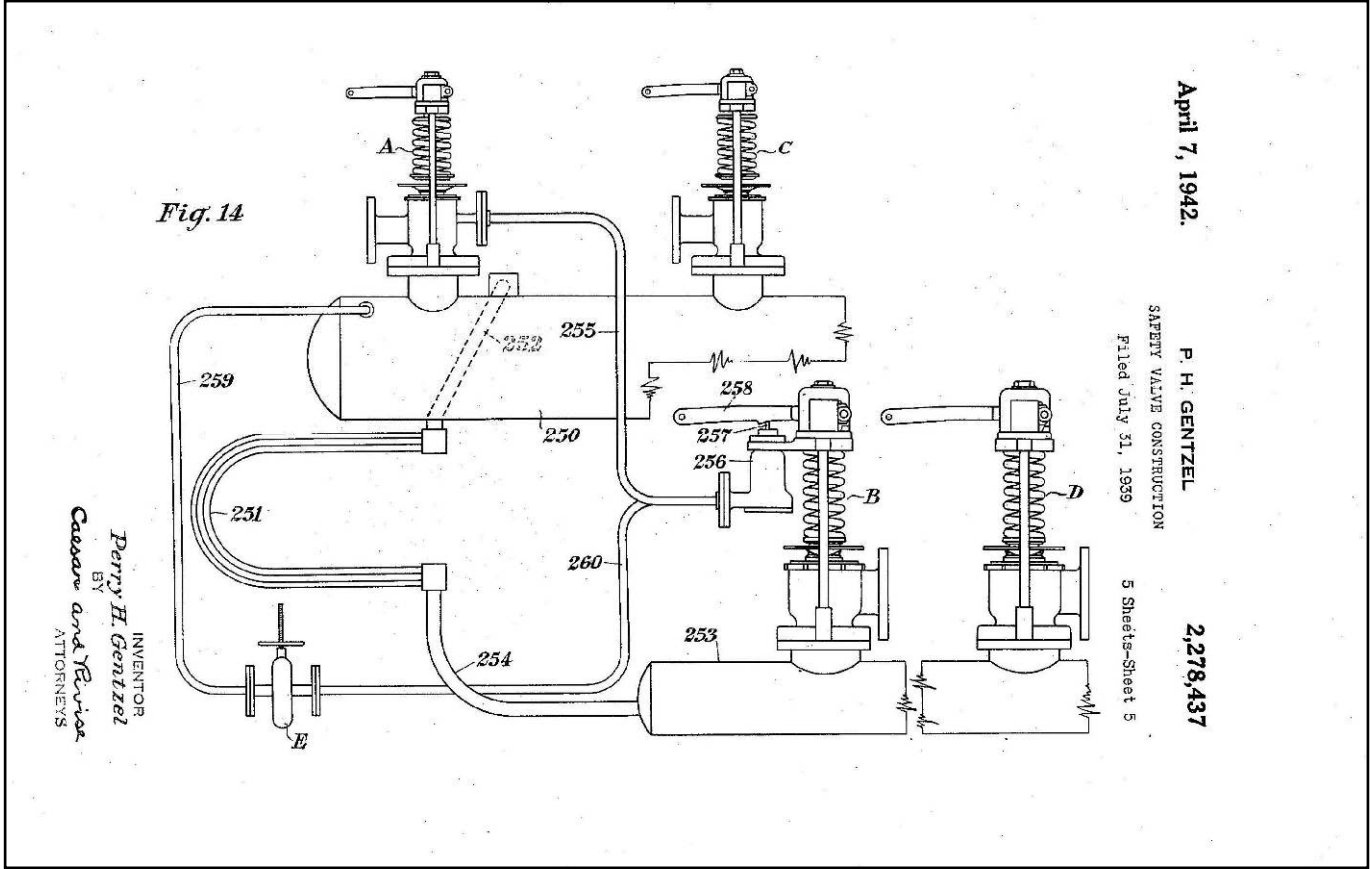 April 7, 1942.
P. H. GENTZEL
2,278,437
SAFETY VALVE CONSTRUCTION
Filed July 31, 1939
5 Sheets-Sheet 5
Fig. 14
A
C
252
255
259
258
257
250
256
B
D
251
260
253
254
E
INVENTOR
Perry H. Gentzel
BY
Caesar and Rivise
ATTORNEYS